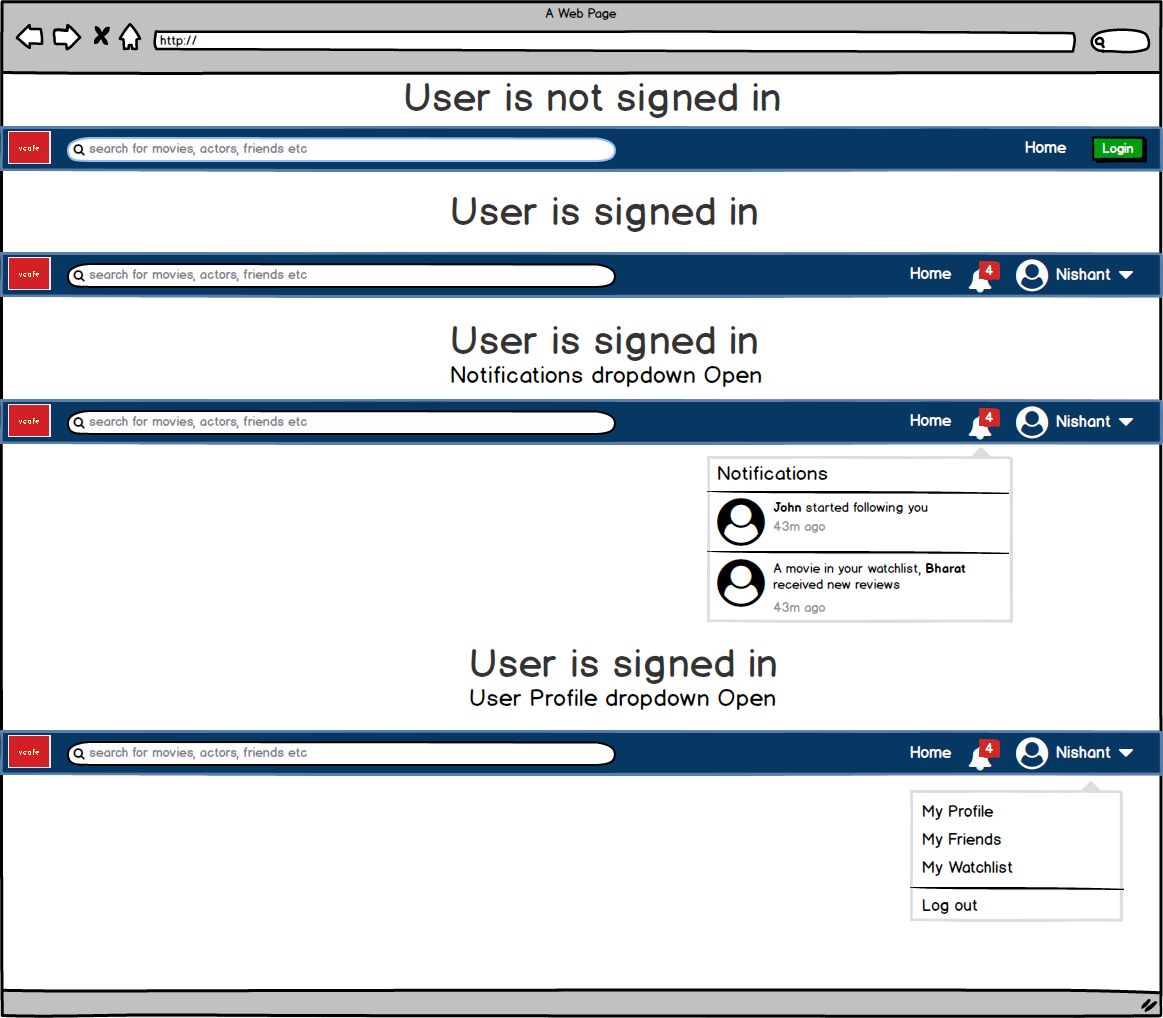 A Web Page
http://
User is not signed in
vcafe
search for movies, actors, friends etc
Home
Login
User is signed in
vcafe
search for movies, actors, friends etc
Home
4
Nishant
User is signed in
Notifications dropdown Open
vcafe
search for movies, actors, friends etc
Home
4
Nishant
Notifications
John started following you
43m ago
A movie in your watchlist, Bharat
received new reviews
43m ago
User is signed in
User Profile dropdown Open
vcafe
search for movies, actors, friends etc
Home
4
Nishant
My Profile
My Friends
My Watchlist
Log out